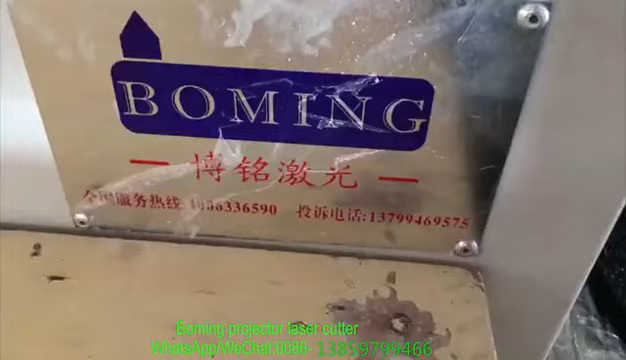 BOMING
— 博铭激光 —
全国服务热线:4006336590 投诉电话:13799469575
Boming projector laser cutter
WhatsApp/WeChat:0086- 13859799466